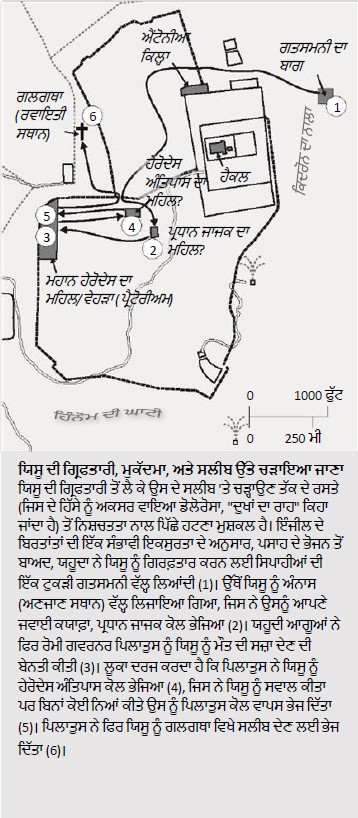 ਐਂਟੋਨੀਆ
ਕਿਲ੍ਹਾ
ਗਤਸਮਨੀ ਦਾ
ਬਾਗ
1
ਗਲਗਥਾ
(ਰਵਾਇਤੀ
ਸਥਾਨ)
6
ਕਿਦਰੋਨ ਦਾ ਨਾਲਾ
ਹੇਰੋਦੇਸ
ਅੰਤਿਪਾਸ ਦਾ
ਮਹਿਲ?
ਹੈਕਲ
5
4
3
2
ਪ੍ਰਧਾਨ ਜਾਜਕ ਦਾ
ਮਹਿਲ?
ਮਹਾਨ ਹੇਰੋਦੇਸ ਦਾ
ਮਹਿਲ/ਵੇਹੜਾ (ਪ੍ਰੈਟੋਰੀਅਮ)
ਹਿੰਨੋਮ ਦੀ ਘਾਟੀ
0 1000 ਫੁੱਟ
0 250 ਮੀ
ਯਿਸੂ ਦੀ ਗ੍ਰਿਫਤਾਰੀ, ਮੁਕੱਦਮਾ, ਅਤੇ ਸਲੀਬ ਉੱਤੇ ਚੜਾਇਆ ਜਾਣਾ
ਯਿਸੂ ਦੀ ਗ੍ਰਿਫਤਾਰੀ ਤੋਂ ਲੈ ਕੇ ਉਸ ਦੇ ਸਲੀਬ 'ਤੇ ਚੜ੍ਹਾਉਣ ਤੱਕ ਦੇ ਰਸਤੇ
(ਜਿਸ ਦੇ ਹਿੱਸੇ ਨੂੰ ਅਕਸਰ ਵਾਇਆ ਡੋਲੋਰੋਸਾ, "ਦੁਖਾਂ ਦਾ ਰਾਹ" ਕਿਹਾ
ਜਾਂਦਾ ਹੈ) ਤੋਂ ਨਿਸ਼ਚਤਤਾ ਨਾਲ ਪਿੱਛੇ ਹਟਣਾ ਮੁਸ਼ਕਲ ਹੈ। ਇੰਜੀਲ ਦੇ
ਬਿਰਤਾਂਤਾਂ ਦੀ ਇੱਕ ਸੰਭਾਵੀ ਇਕਸੁਰਤਾ ਦੇ ਅਨੁਸਾਰ, ਪਸਾਹ ਦੇ ਭੋਜਨ ਤੋਂ
ਬਾਅਦ, ਯਹੂਦਾ ਨੇ ਯਿਸੂ ਨੂੰ ਗਿਰਫ਼ਤਾਰ ਕਰਨ ਲਈ ਸਿਪਾਹੀਆਂ ਦੀ
ਇੱਕ ਟੁਕੜੀ ਗਤਸਮਨੀ ਵੱਲ੍ਹ ਲਿਆਂਦੀ (1)। ਉੱਥੋਂ ਯਿਸੂ ਨੂੰ ਅੰਨਾਸ
(ਅਣਜਾਣ ਸਥਾਨ) ਵੱਲ੍ਹ ਲਿਜਾਇਆ ਗਿਆ, ਜਿਸ ਨੇ ਉਸਨੂੰ ਆਪਣੇ
ਜਵਾਈ ਕਯਾਫ਼ਾ, ਪ੍ਰਧਾਨ ਜਾਜਕ ਕੋਲ ਭੇਜਿਆ (2)। ਯਹੂਦੀ ਆਗੂਆਂ ਨੇ
ਫਿਰ ਰੋਮੀ ਗਵਰਨਰ ਪਿਲਾਤੁਸ ਨੂੰ ਯਿਸੂ ਨੂੰ ਮੌਤ ਦੀ ਸਜ਼ਾ ਦੇਣ ਦੀ
ਬੇਨਤੀ ਕੀਤੀ (3)। ਲੂਕਾ ਦਰਜ ਕਰਦਾ ਹੈ ਕਿ ਪਿਲਾਤੁਸ ਨੇ ਯਿਸੂ ਨੂੰ
ਹੇਰੋਦੇਸ ਅੰਤਿਪਾਸ ਕੋਲ ਭੇਜਿਆ (4), ਜਿਸ ਨੇ ਯਿਸੂ ਨੂੰ ਸਵਾਲ ਕੀਤਾ
ਪਰ ਬਿਨਾਂ ਕੋਈ ਨਿਆਂ ਕੀਤੇ ਉਸ ਨੂੰ ਪਿਲਾਤੁਸ ਕੋਲ ਵਾਪਸ ਭੇਜ ਦਿੱਤਾ
(5)। ਪਿਲਾਤੁਸ ਨੇ ਫਿਰ ਯਿਸੂ ਨੂੰ ਗਲਗਥਾ ਵਿਖੇ ਸਲੀਬ ਦੇਣ ਲਈ ਭੇਜ
ਦਿੱਤਾ (6)।